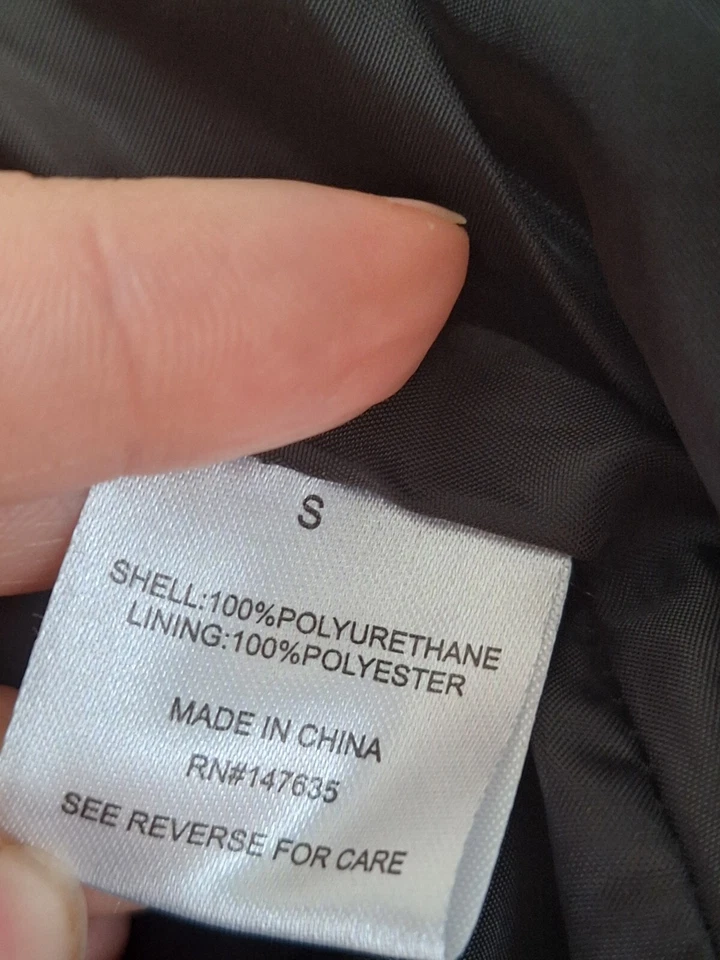 S
SHELL:100%POLYURETHANE
LINING:100%POLYESTER
MADE IN CHINA
RN#147635
SEE REVERSE FOR CARE